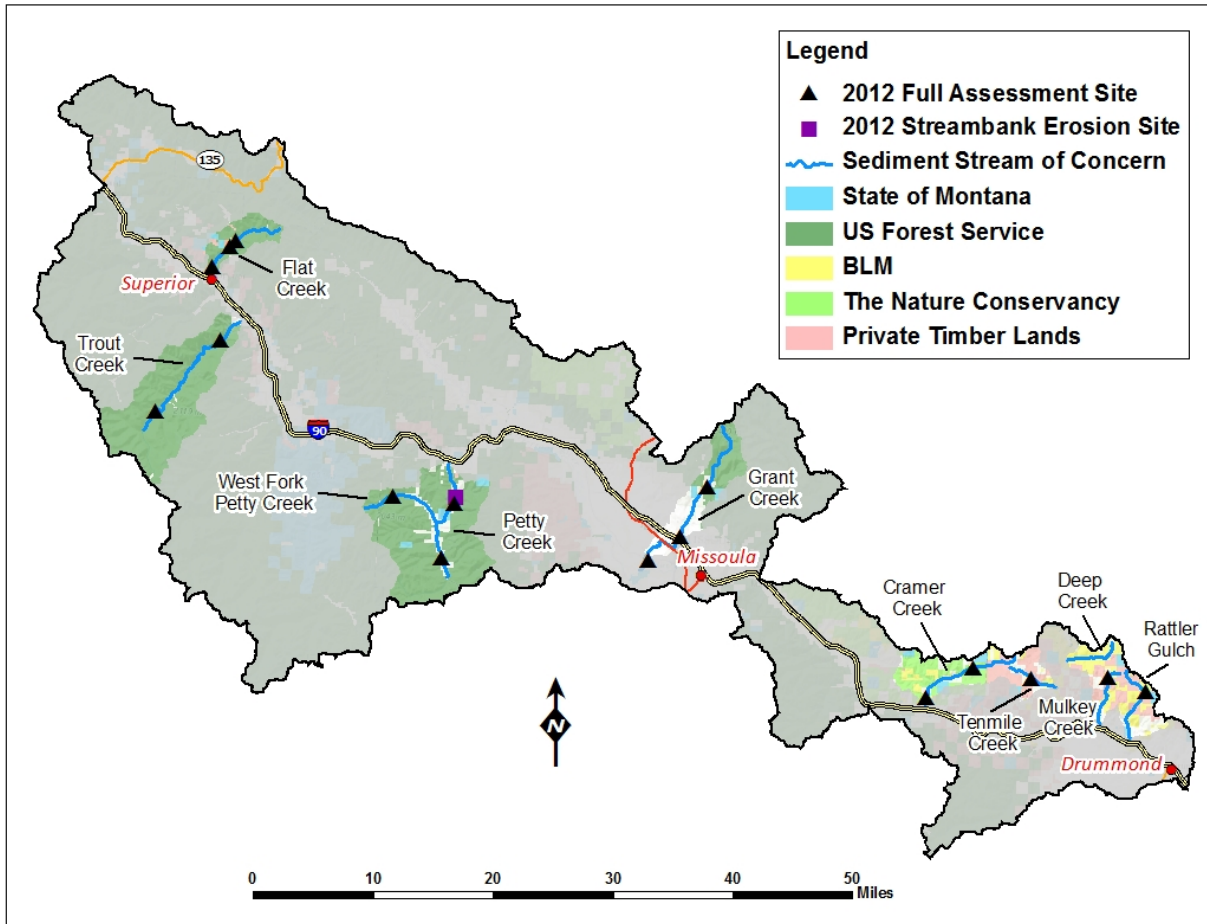 Legend
2012 Full Assessment Site
2012 Streambank Erosion Site
Sediment Stream of Concern
State of Montana
US Forest Service
BLM
The Nature Conservancy
Private Timber Lands
135
Flat
Creek
Superior
Trout
Creek
90
West Fork
Petty Creek
Petty
Creek
Grant
Creek
Missoula
Cramer
Creek
Deep
Creek
Rattler
Gulch
Tenmile
Creek
Mulkey
Creek
Drummond
N
0 10 20 30 40 50
Miles